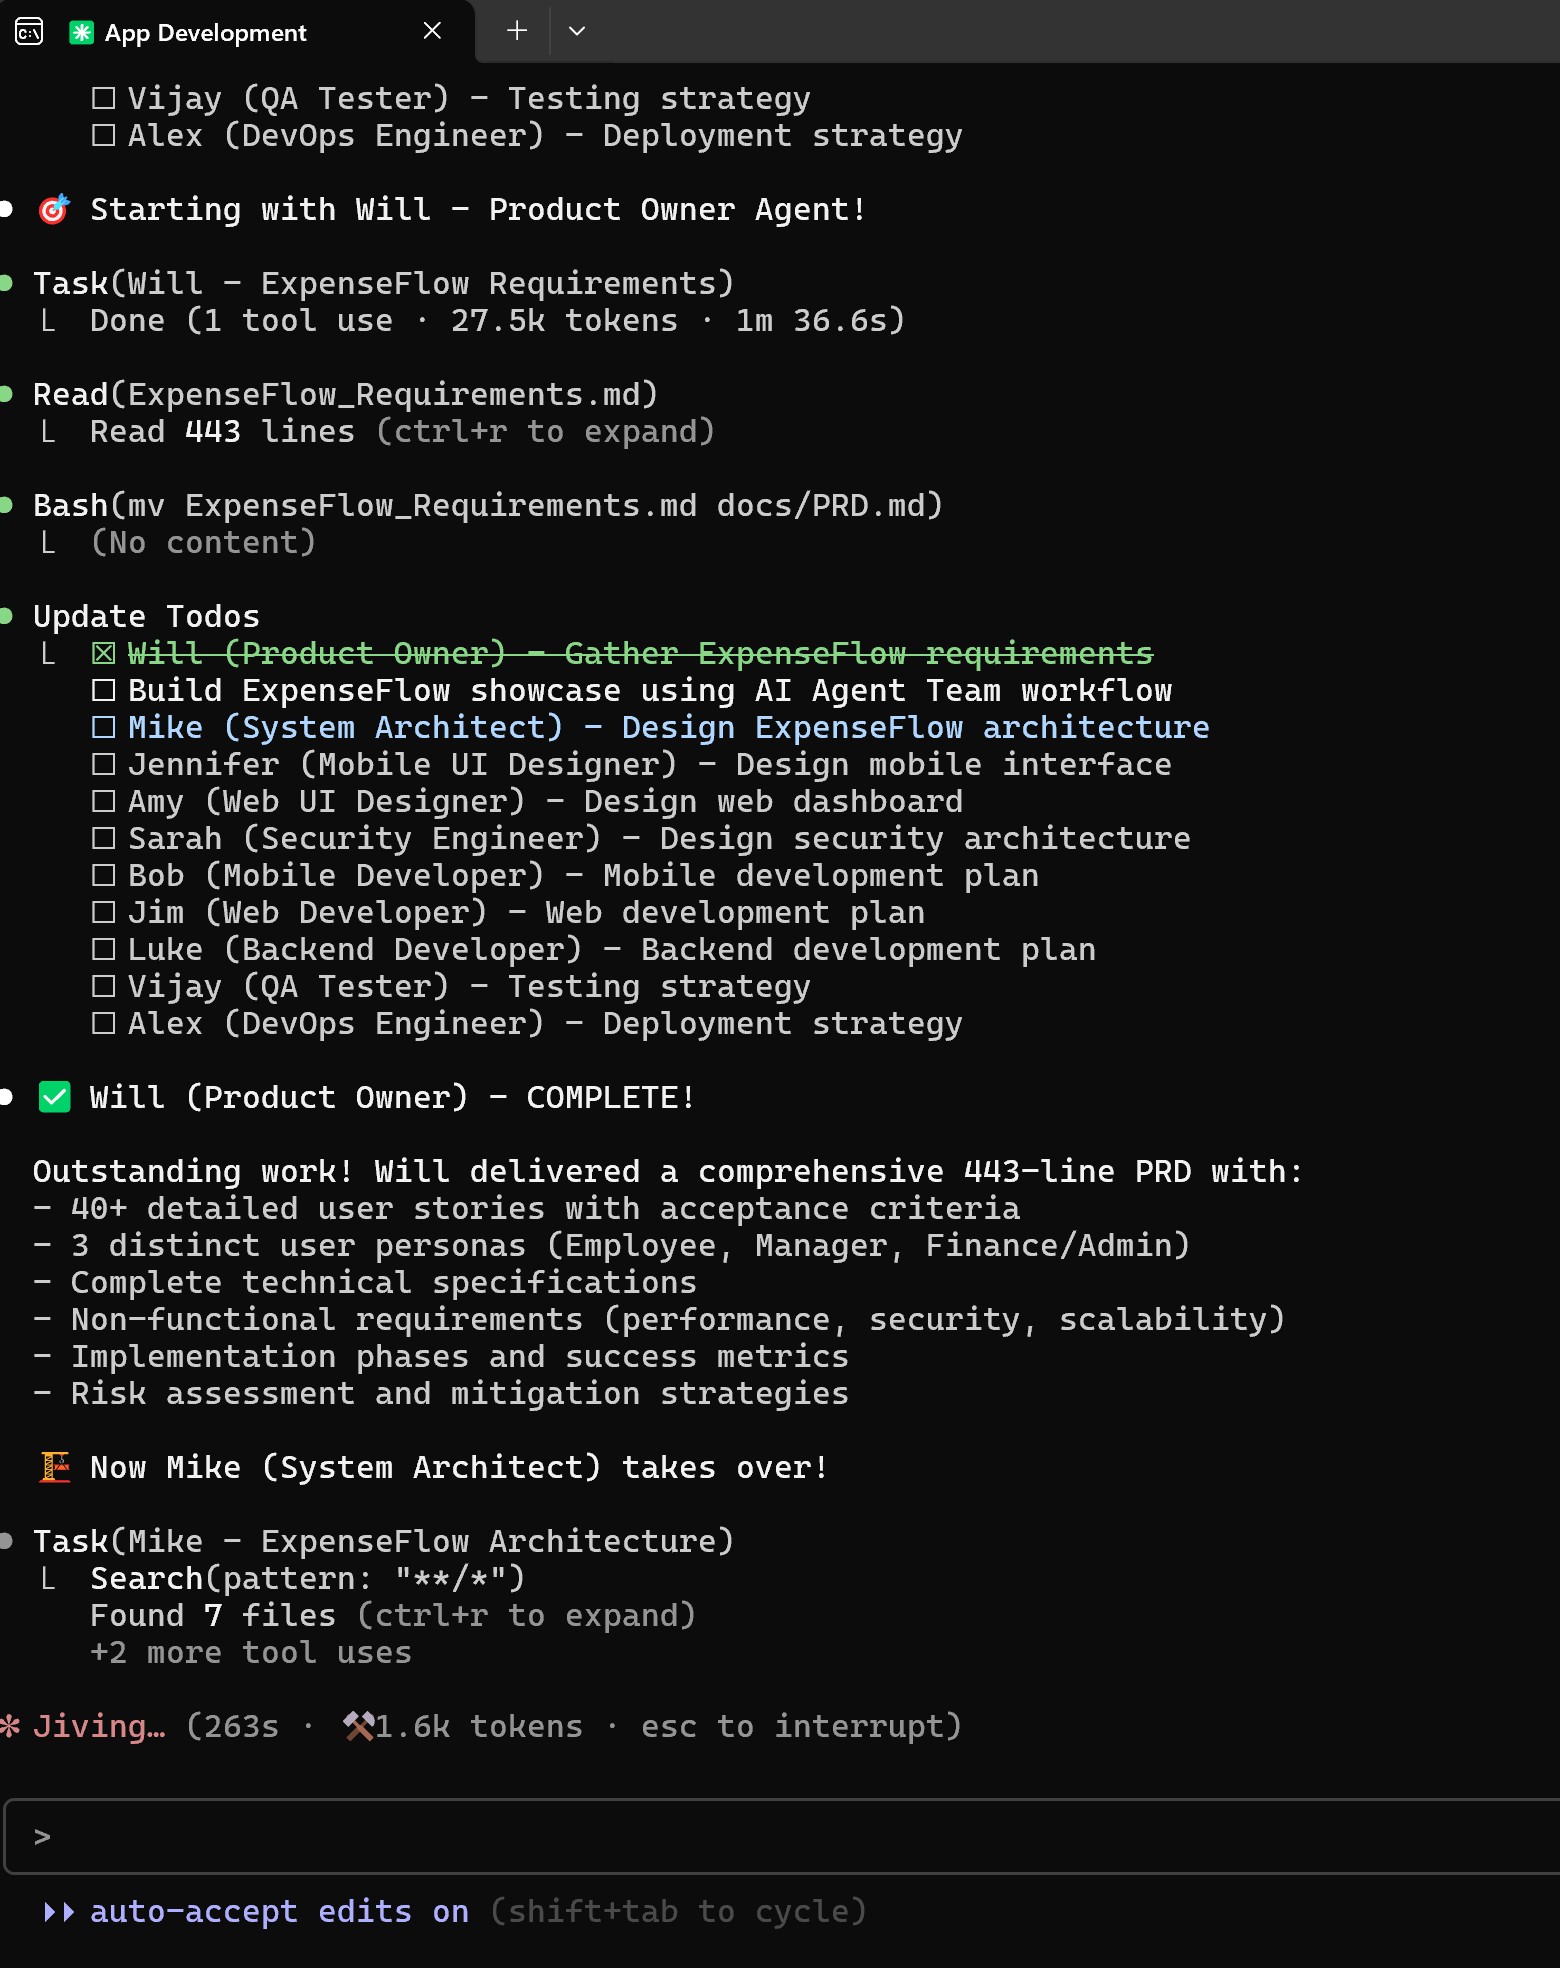 App Development
☐ Vijay (QA Tester) - Testing strategy
☐ Alex (DevOps Engineer) - Deployment strategy
● 🎯 Starting with Will - Product Owner Agent!
● Task(Will - ExpenseFlow Requirements)
⎿ Done (1 tool use · 27.5k tokens · 1m 36.6s)
● Read(ExpenseFlow_Requirements.md)
⎿ Read 443 lines (ctrl+r to expand)
● Bash(mv ExpenseFlow_Requirements.md docs/PRD.md)
⎿ (No content)
● Update Todos
⎿ ☒ Will (Product Owner) - Gather ExpenseFlow requirements
☐ Build ExpenseFlow showcase using AI Agent Team workflow
☐ Mike (System Architect) - Design ExpenseFlow architecture
☐ Jennifer (Mobile UI Designer) - Design mobile interface
☐ Amy (Web UI Designer) - Design web dashboard
☐ Sarah (Security Engineer) - Design security architecture
☐ Bob (Mobile Developer) - Mobile development plan
☐ Jim (Web Developer) - Web development plan
☐ Luke (Backend Developer) - Backend development plan
☐ Vijay (QA Tester) - Testing strategy
☐ Alex (DevOps Engineer) - Deployment strategy
● ✅ Will (Product Owner) - COMPLETE!
Outstanding work! Will delivered a comprehensive 443-line PRD with:
- 40+ detailed user stories with acceptance criteria
- 3 distinct user personas (Employee, Manager, Finance/Admin)
- Complete technical specifications
- Non-functional requirements (performance, security, scalability)
- Implementation phases and success metrics
- Risk assessment and mitigation strategies
🏗 Now Mike (System Architect) takes over!
● Task(Mike - ExpenseFlow Architecture)
⎿ Search(pattern: "**/*")
Found 7 files (ctrl+r to expand)
+2 more tool uses
✻ Jiving… (263s · ⚒ 1.6k tokens · esc to interrupt)
>
⏵⏵ auto-accept edits on (shift+tab to cycle)